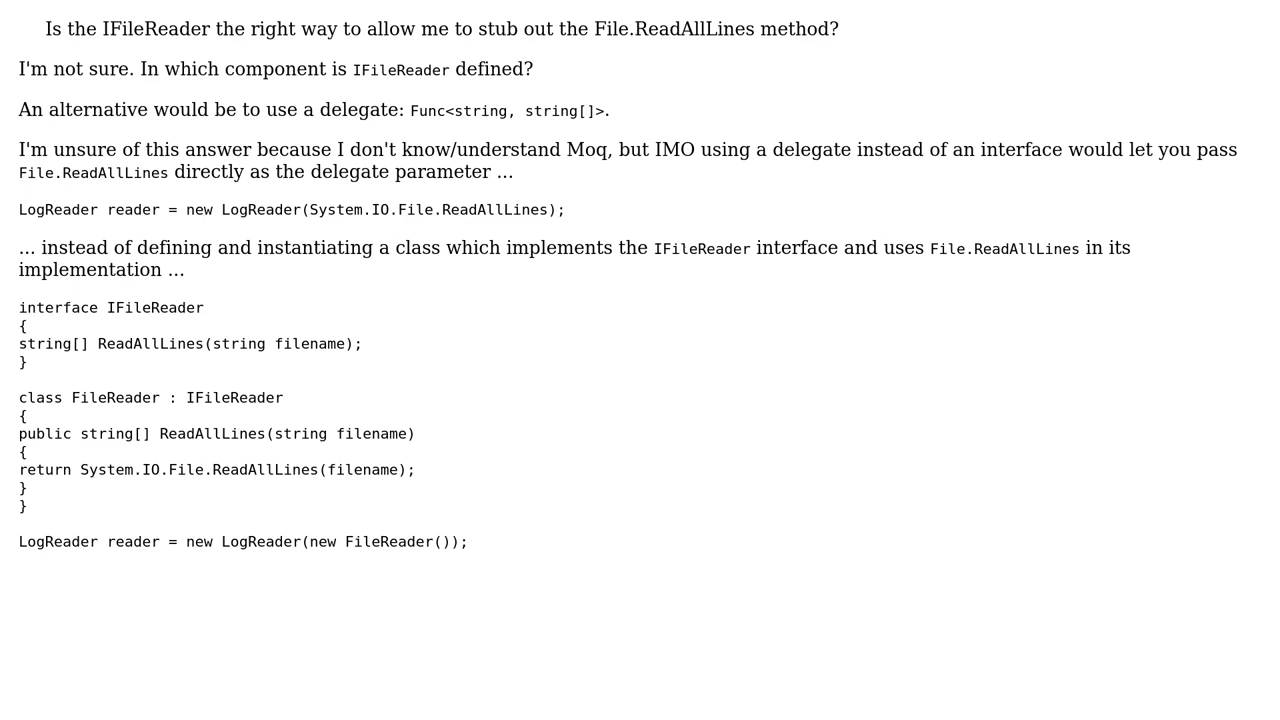 Is the IFileReader the right way to allow me to stub out the File.ReadAllLines method?
I'm not sure. In which component is IFileReader defined?
An alternative would be to use a delegate: Func<string, string[]>.
I'm unsure of this answer because I don't know/understand Moq, but IMO using a delegate instead of an interface would let you pass
File.ReadAllLines directly as the delegate parameter ...
LogReader reader = new LogReader(System.IO.File.ReadAllLines);
... instead of defining and instantiating a class which implements the IFileReader interface and uses File.ReadAllLines in its
implementation ...
interface IFileReader
{
string[] ReadAllLines(string filename);
}
class FileReader : IFileReader
{
public string[] ReadAllLines(string filename)
{
return System.IO.File.ReadAllLines(filename);
}
}
LogReader reader = new LogReader(new FileReader());